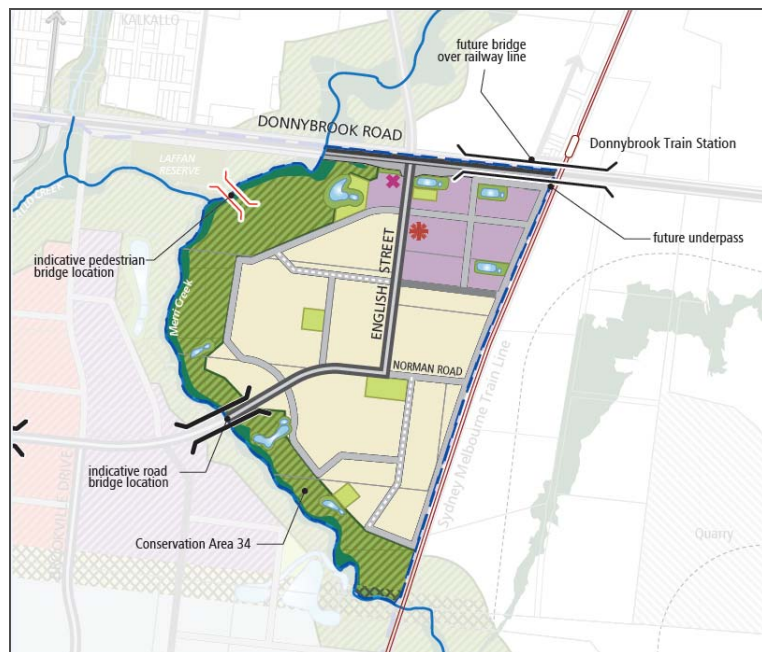 KALKALLO
future bridge
over railway line
DONNYBROOK ROAD
Donnybrook Train Station
LAFFAN
RESERVE
future underpass
indicative pedestrian
bridge location
ENGLISH STREET
Merri Creek
NORMAN ROAD
Sydney Melbourne Train Line
indicative road
bridge location
Quarry
Conservation Area 34